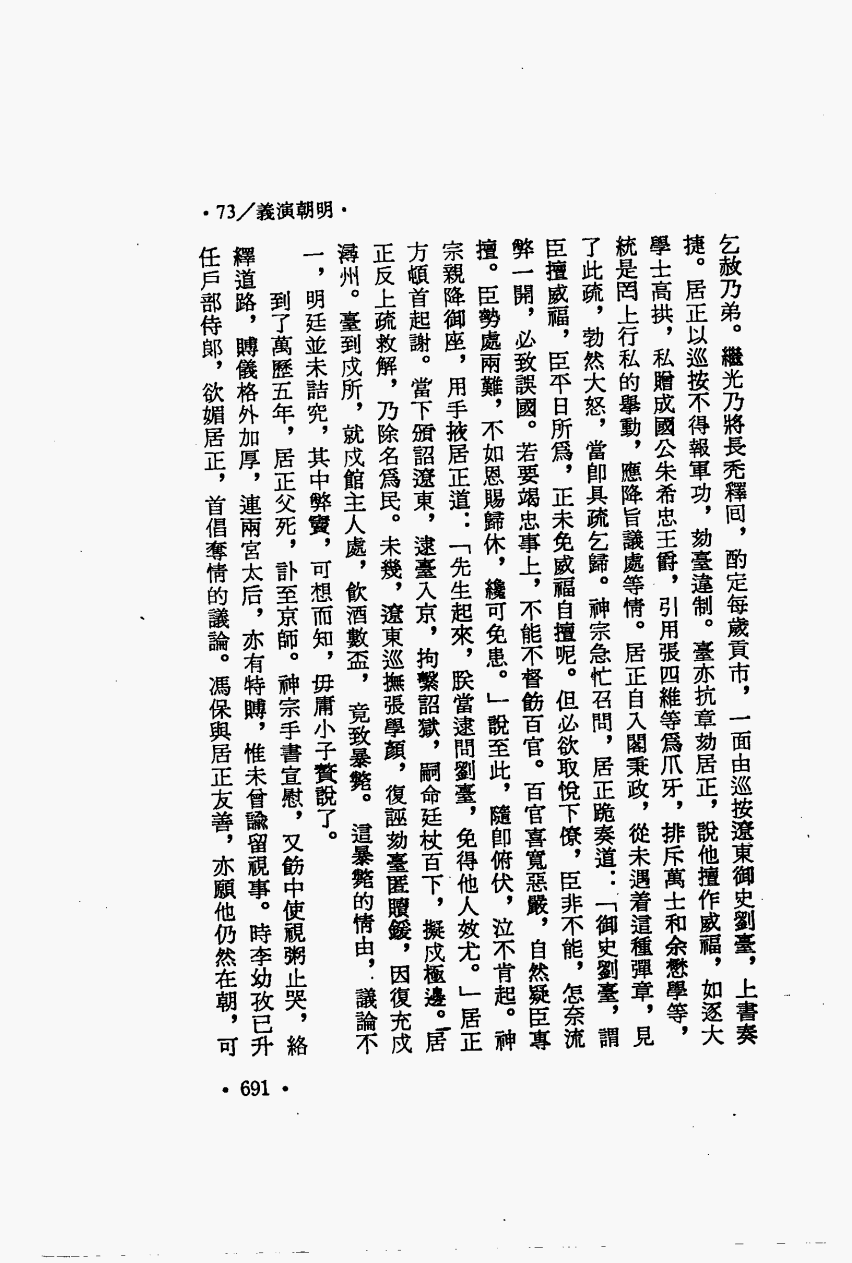 •73／義演朝明•
乞赦乃弟。繼光乃將長禿釋回，酌定每歲貢市，一面由巡按遼東御史劉臺，上書奏
捷。居正以巡按不得報軍功，劾臺違制。臺亦抗章劾居正，說他擅作威福，如逐大
學士高拱，私贈成國公朱希忠王爵，引用張四維等爲爪牙，排斥萬士和余懋學等，
統是罔上行私的舉動，應降旨議處等情。居正自入閣秉政，從未遇着這種彈章，見
了此疏，勃然大怒，當卽具疏乞歸。神宗急忙召問，居正跪奏道：「御史劉臺，謂
臣擅威福，臣平日所爲，正未免威福自擅呢。但必欲取悅下僚，臣非不能，怎奈流
弊一開，必致誤國。若要竭忠事上，不能不督飭百官。百官喜寬惡嚴，自然疑臣專
擅。臣勢處兩難，不如恩賜歸休，纔可免患。」說至此，隨卽俯伏，泣不肯起。神
宗親降御座，用手掖居正道：「先生起來，朕當逮問劉臺，免得他人效尤。」居正
方頓首起謝。當下頒詔遼東，逮臺入京，拘繫詔獄，嗣命廷杖百下，擬戍極邊。居
正反上疏救解，乃除名爲民。未幾，遼東巡撫張學顏，復誣劾臺匿贖鍰，因復充戍
潯州。臺到戍所，就戍館主人處，飲酒數盃，竟致暴斃。這暴斃的情由，議論不
一，明廷並未詰究，其中弊竇，可想而知，毋庸小子贅說了。
到了萬歷五年，居正父死，訃至京師。神宗手書宣慰，又飭中使視粥止哭，絡
繹道路，賻儀格外加厚，連兩宮太后，亦有特賻，惟未曾諭留視事。時李幼孜已升
任戶部侍郎，欲媚居正，首倡奪情的議論。馮保與居正友善，亦願他仍然在朝，可
•691•